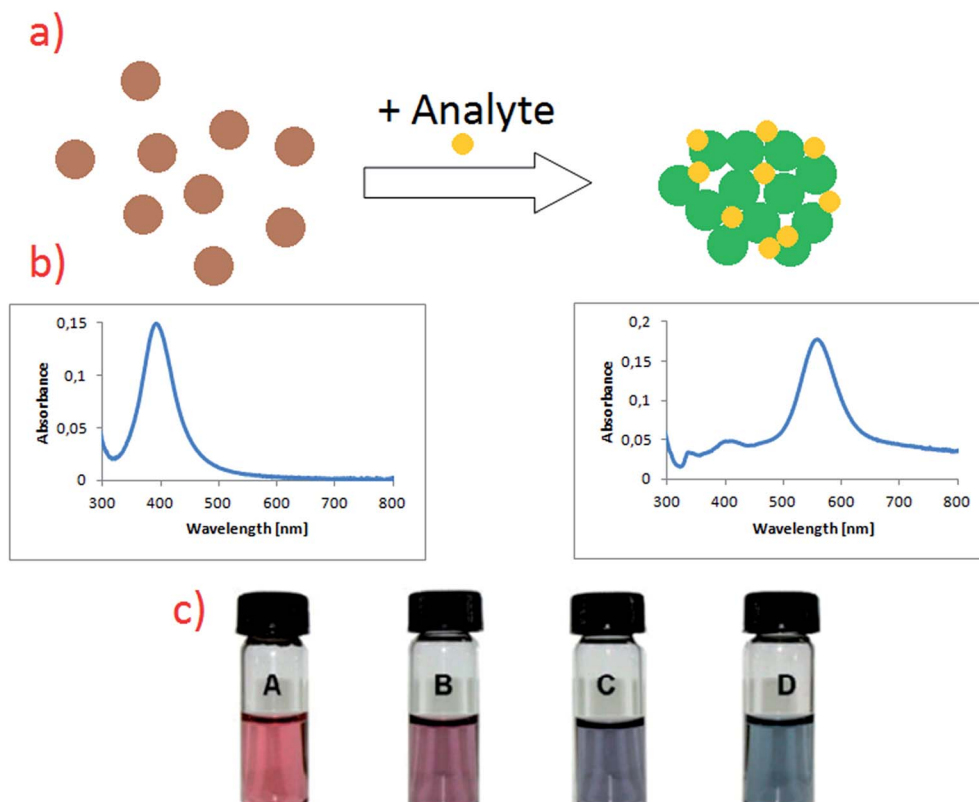 a)
+ Analyte
b)
0,15
0,1
0,05
0
Absorbance
300 400 500 600 700 800
Wavelength [nm]
0,2
0,15
0,1
0,05
0
Absorbance
300 400 500 600 700 800
Wavelength [nm]
c)
A B C D